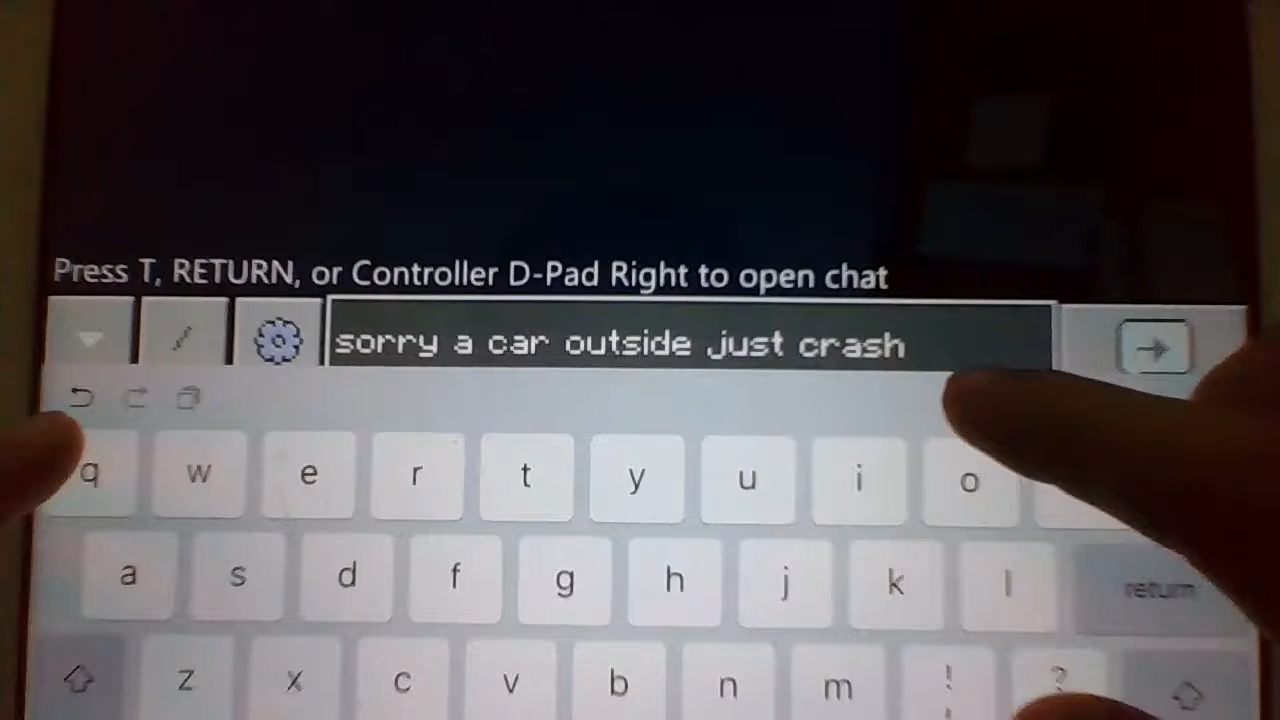 Press T, RETURN, or Controller D-Pad Right to open chat
sorry a car outside just crash
q w e r t y u i o
a s d f g h j k l return
z x c v b n m ! ?